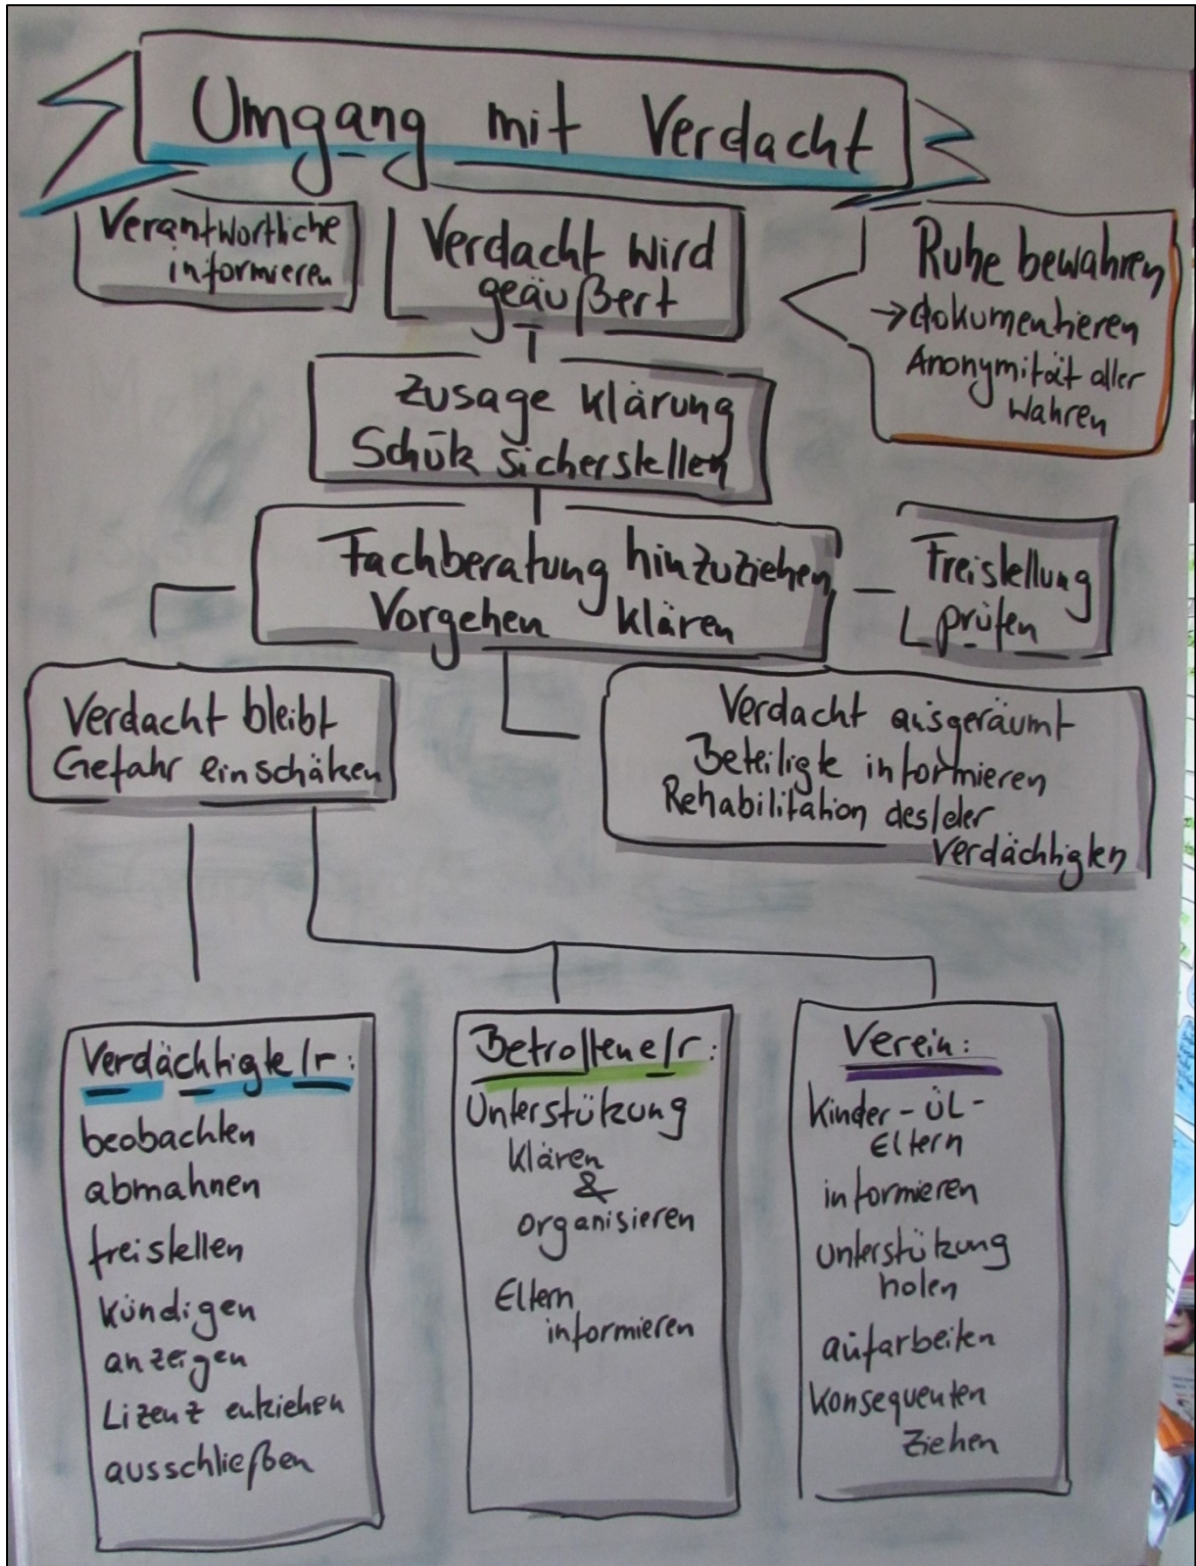 Umgang mit Verdacht
Verantwortliche
informieren
Verdacht wird
geäußert
Ruhe bewahren
→ dokumentieren
Anonymität aller
wahren
Zusage Klärung
Schutz sicherstellen
Fachberatung hinzuziehen
Vorgehen klären
Freistellung
prüfen
Verdacht bleibt
Gefahr einschätzen
Verdacht ausgeräumt
Beteiligte informieren
Rehabilitation des/der
Verdächtigten
Verdächtigte/r:
beobachten
abmahnen
freistellen
kündigen
anzeigen
Lizenz entziehen
ausschließen
Betroffene/r:
Unterstützung
klären
&
organisieren
Eltern
informieren
Verein:
Kinder - ÜL -
Eltern
informieren
Unterstützung
holen
aufarbeiten
Konsequenten
ziehen